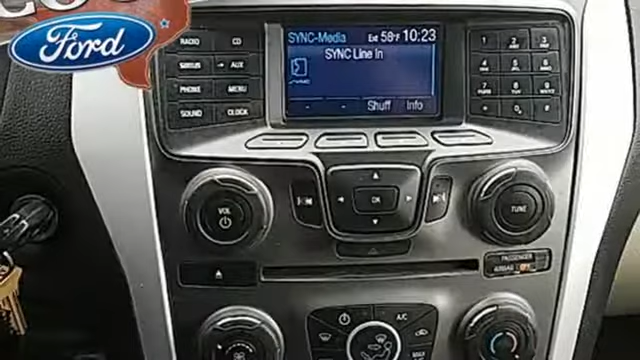 Ford
SYNC-Media Ext 58°F 10:23
SYNC Line In
Shuff Info
RADIO CD
SIRIUS AUX
PHONE MENU
SOUND CLOCK
1 2 3
4 5 6
7 8 9
* 0 #
OK
VOL
TUNE
PASSENGER
AIRBAG OFF
A/C